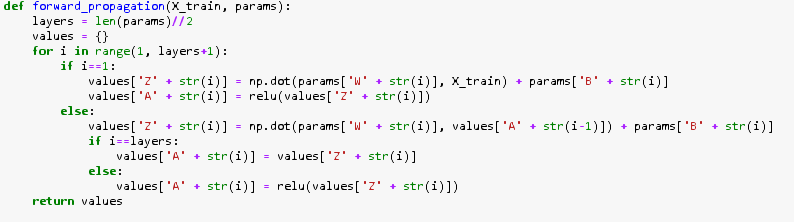 def forward_propagation(X_train, params):
    layers = len(params)//2
    values = {}
    for i in range(1, layers+1):
        if i==1:
            values['Z' + str(i)] = np.dot(params['W' + str(i)], X_train) + params['B' + str(i)]
            values['A' + str(i)] = relu(values['Z' + str(i)])
        else:
            values['Z' + str(i)] = np.dot(params['W' + str(i)], values['A' + str(i-1)]) + params['B' + str(i)]
            if i==layers:
                values['A' + str(i)] = values['Z' + str(i)]
            else:
                values['A' + str(i)] = relu(values['Z' + str(i)])
    return values